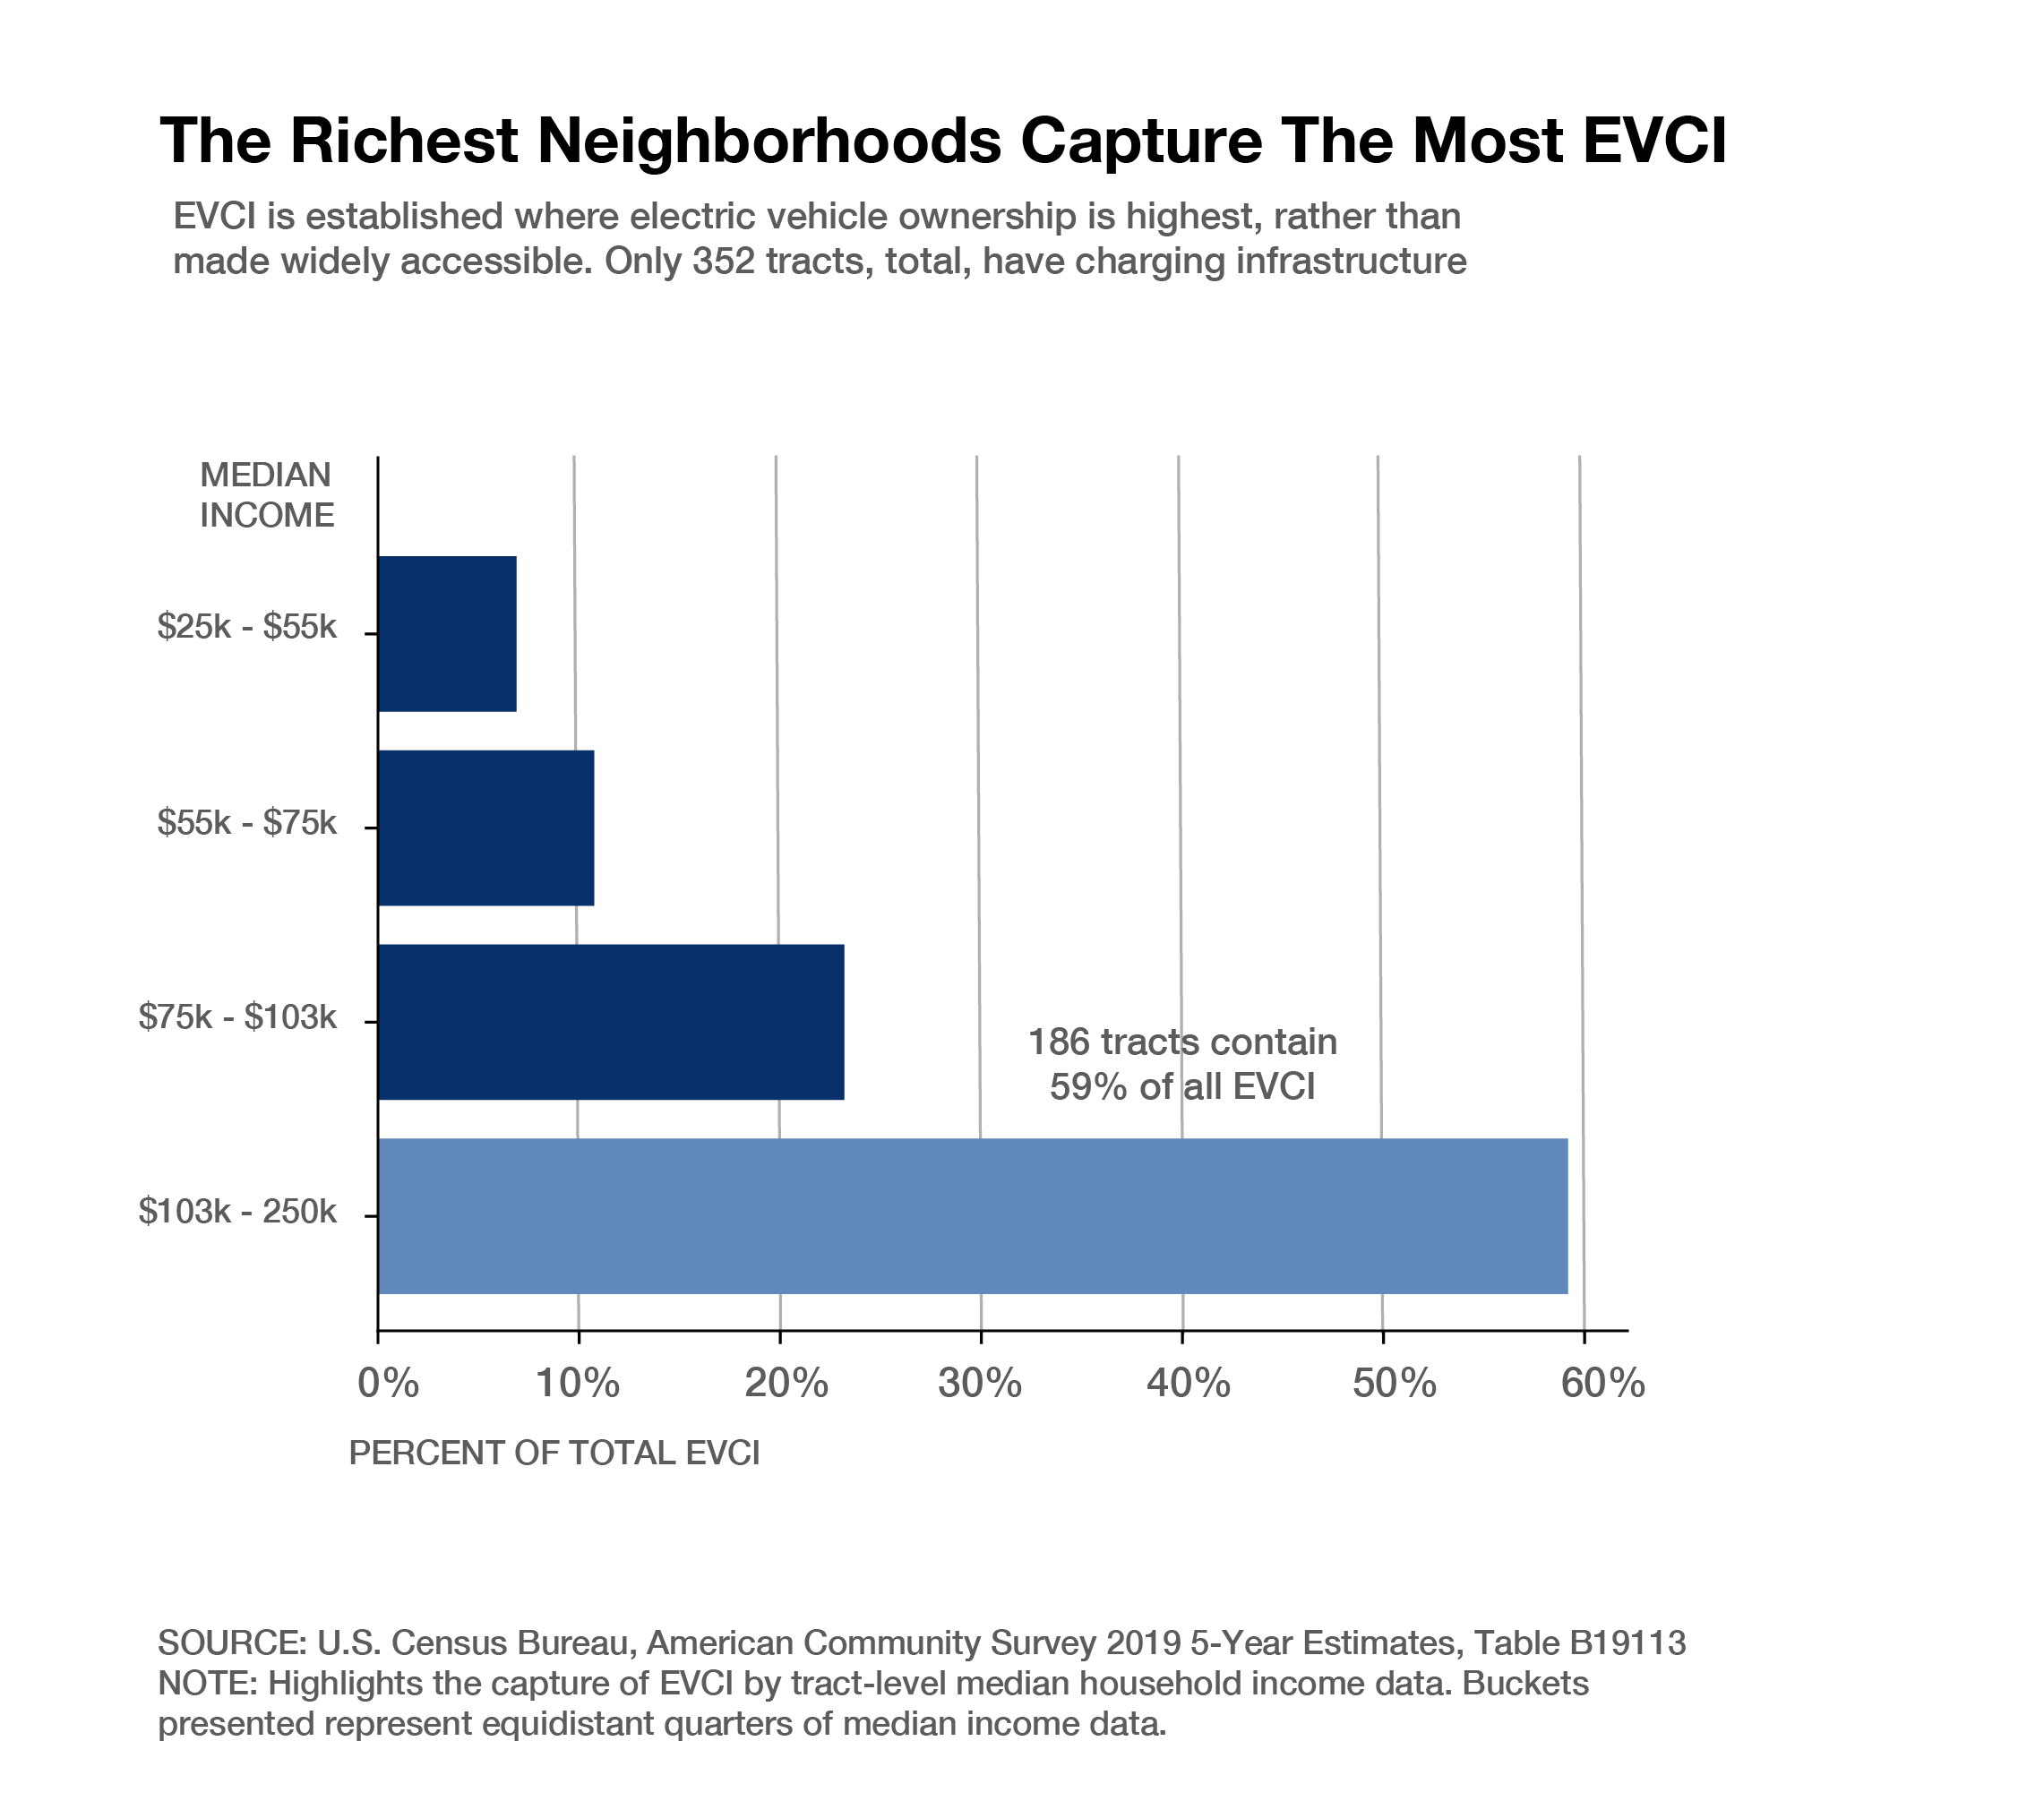 The Richest Neighborhoods Capture The Most EVCI
EVCI is established where electric vehicle ownership is highest, rather than
made widely accessible. Only 352 tracts, total, have charging infrastructure
MEDIAN
INCOME
$25k - $55k
$55k - $75k
$75k - $103k
186 tracts contain
59% of all EVCI
$103k - 250k
0% 10% 20% 30% 40% 50% 60%
PERCENT OF TOTAL EVCI
SOURCE: U.S. Census Bureau, American Community Survey 2019 5-Year Estimates, Table B19113
NOTE: Highlights the capture of EVCI by tract-level median household income data. Buckets
presented represent equidistant quarters of median income data.